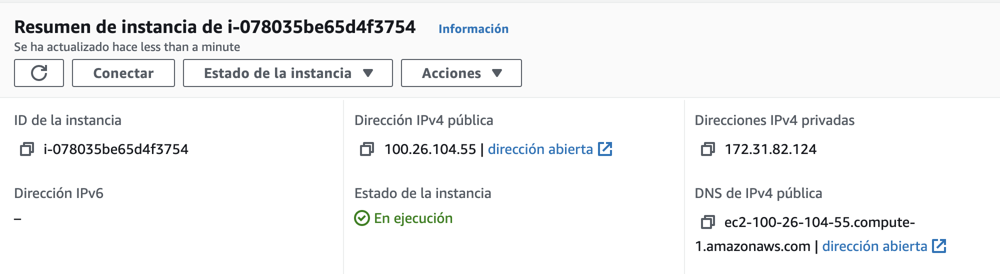 Resumen de instancia de i-078035be65d4f3754 Información
Se ha actualizado hace less than a minute
Conectar Estado de la instancia Acciones
ID de la instancia
i-078035be65d4f3754
Dirección IPv6
–
Dirección IPv4 pública
100.26.104.55 | dirección abierta
Estado de la instancia
En ejecución
Direcciones IPv4 privadas
172.31.82.124
DNS de IPv4 pública
ec2-100-26-104-55.compute-
1.amazonaws.com | dirección abierta